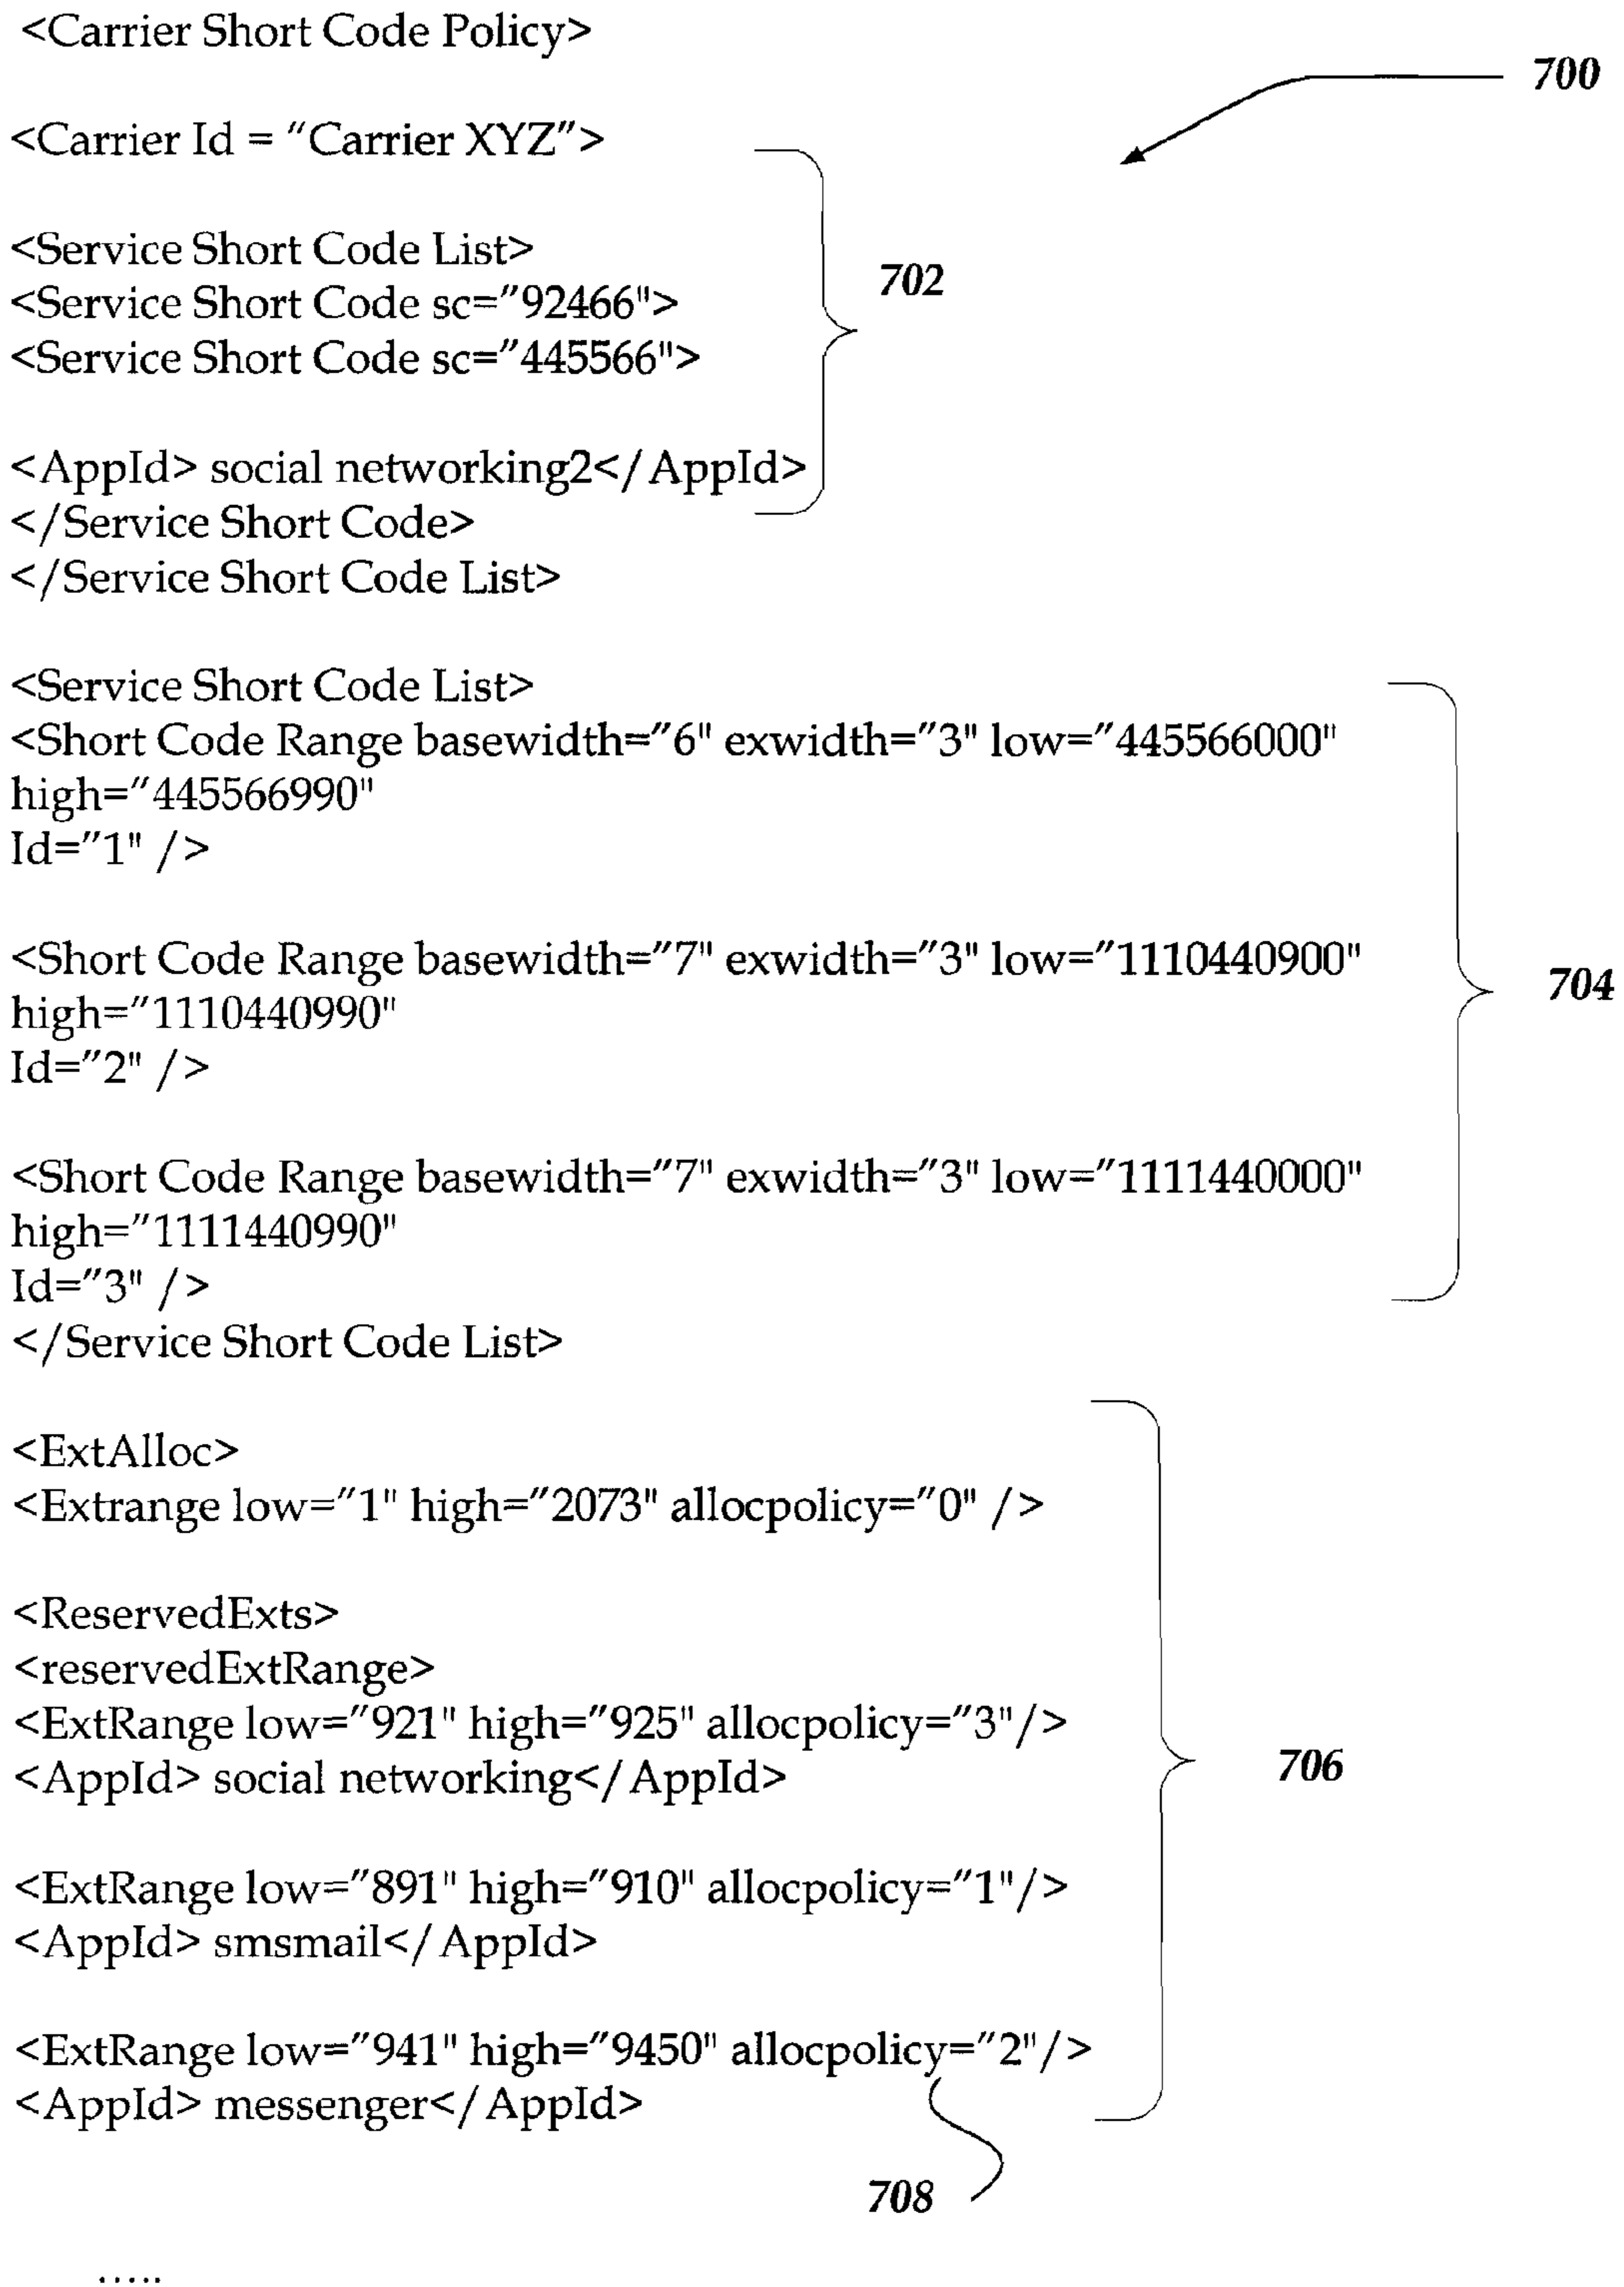 <Carrier Short Code Policy>
700
<Carrier Id = "Carrier XYZ">
<Service Short Code List>
702
<Service Short Code sc="92466">
<Service Short Code sc="445566">
<AppId> social networking2</AppId>
</Service Short Code>
</Service Short Code List>
<Service Short Code List>
<Short Code Range basewidth="6" exwidth="3" low="445566000"
high="445566990"
Id="1" />
<Short Code Range basewidth="7" exwidth="3" low="1110440900"
704
high="1110440990"
Id="2" />
<Short Code Range basewidth="7" exwidth="3" low="1111440000"
high="1111440990"
Id="3" />
</Service Short Code List>
<ExtAlloc>
<Extrange low="1" high="2073" allocpolicy="0" />
<ReservedExts>
<reservedExtRange>
<ExtRange low="921" high="925" allocpolicy="3"/>
706
<AppId> social networking</AppId>
<ExtRange low="891" high="910" allocpolicy="1"/>
<AppId> smsmail</AppId>
<ExtRange low="941" high="9450" allocpolicy="2"/>
<AppId> messenger</AppId>
708
.....